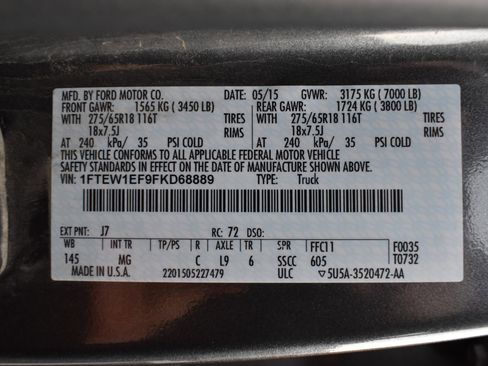 MFD. BY FORD MOTOR CO. DATE: 05/15 GVWR: 3175 KG ( 7000 LB)
FRONT GAWR: 1565 KG ( 3450 LB) REAR GAWR: 1724 KG ( 3800 LB)
WITH 275/65R18 116T TIRES WITH 275/65R18 116T TIRES
18x7.5J RIMS 18x7.5J RIMS
AT 240 kPa/ 35 PSI COLD AT 240 kPa/ 35 PSI COLD
THIS VEHICLE CONFORMS TO ALL APPLICABLE FEDERAL MOTOR VEHICLE
SAFETY STANDARDS IN EFFECT ON THE DATE OF MANUFACTURE SHOWN ABOVE.
VIN: 1FTEW1EF9FKD68889 TYPE: Truck
EXT PNT: J7 RC: 72 DSO:
WB INT TR TP/PS R AXLE TR SPR FFC11 F0035
145 MG C L9 6 SSCC 605 T0732
MADE IN U.S.A. 2201505227479 ULC ▽5U5A-3520472-AA